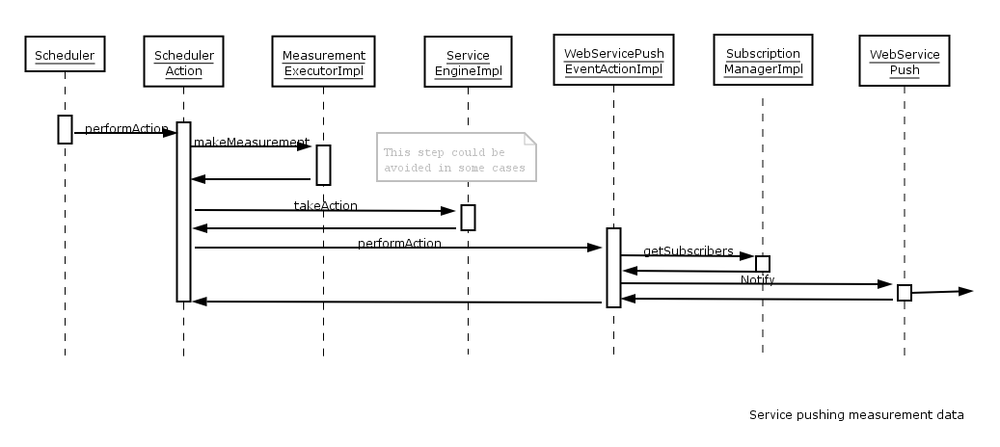 Scheduler
Scheduler
Action
Measurement
ExecutorImpl
Service
EngineImpl
WebServicePush
EventActionImpl
Subscription
ManagerImpl
WebService
Push
performAction
makeMeasurement
This step could be
avoided in some cases
takeAction
performAction
getSubscribers
Notify
Service pushing measurement data